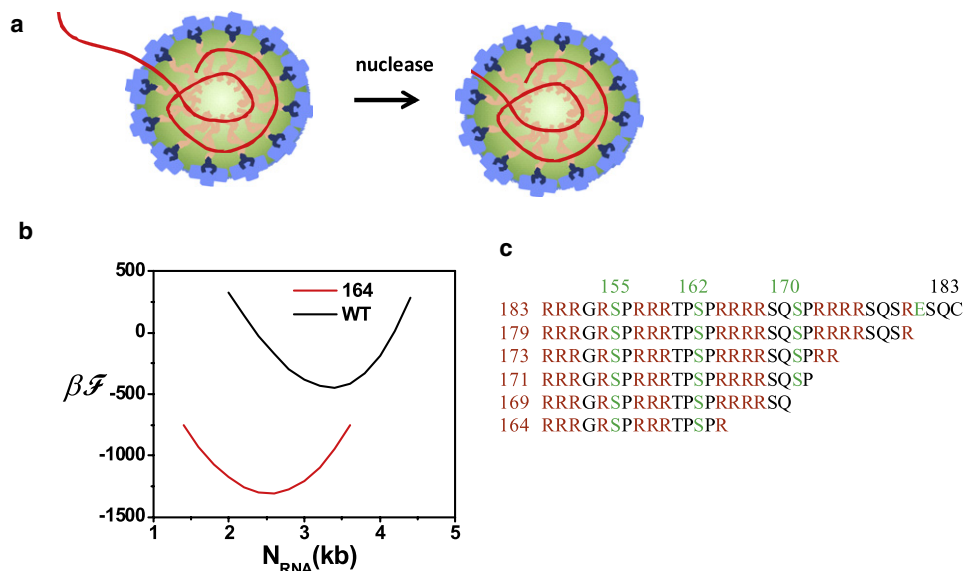 a
nuclease
b
500
0
-500
-1000
-1500
βℱ
164
WT
1 2 3 4 5
N_RNA(kb)
c
155 162 170 183
183 RRRGRSPRRRTPSPRRRRSQSPRRRRSQSRESQC
179 RRRGRSPRRRTPSPRRRRSQSPRRRRSQSR
173 RRRGRSPRRRTPSPRRRRSQSPRR
171 RRRGRSPRRRTPSPRRRRSQSP
169 RRRGRSPRRRTPSPRRRRSQ
164 RRRGRSPRRRTPSPR